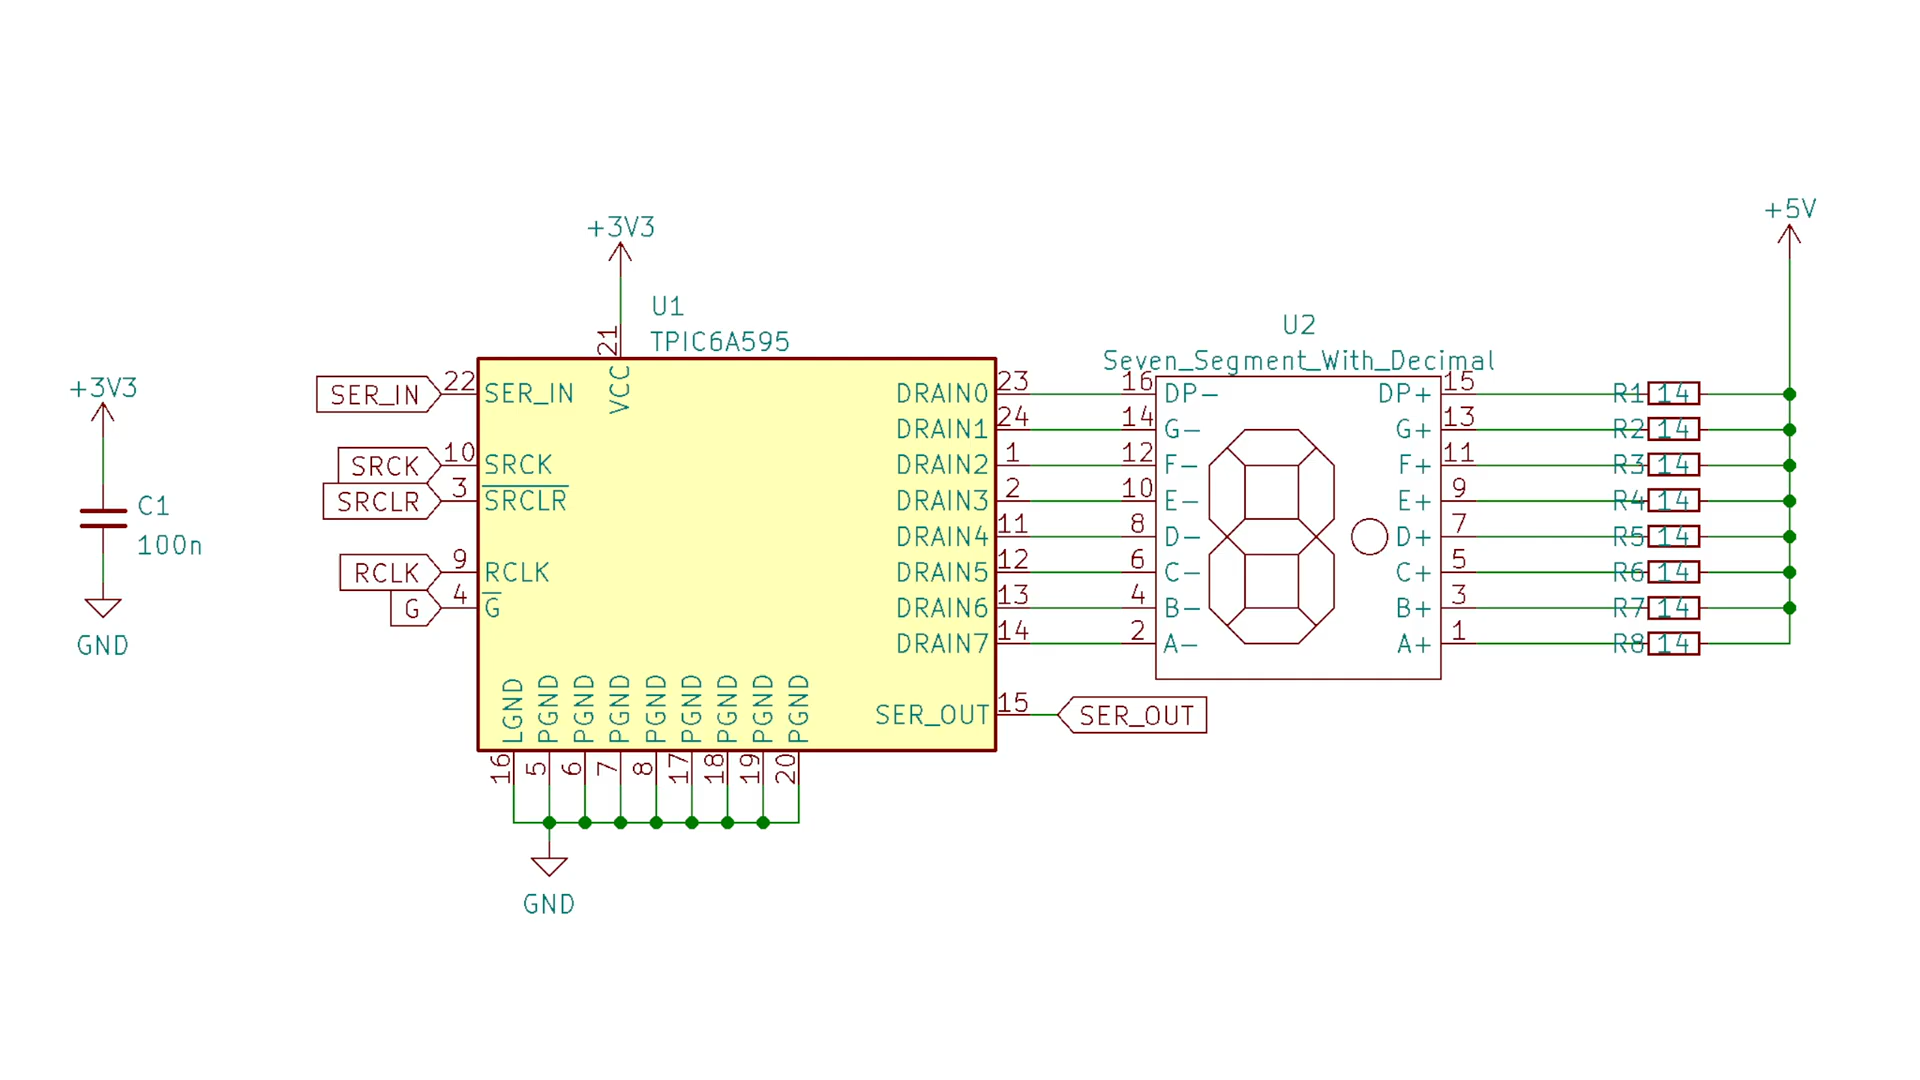 +5V
+3V3
U1
TPIC6A595
U2
Seven_Segment_With_Decimal
21
VCC
SER_IN 22 SER_IN
DRAIN0 23 16 DP- DP+ 15 R1 14
+3V3
DRAIN1 24 14 G- G+ 13 R2 14
SRCK 10 SRCK
DRAIN2 1 12 F- F+ 11 R3 14
SRCLR 3 SRCLR
DRAIN3 2 10 E- E+ 9 R4 14
C1
100n
DRAIN4 11 8 D- D+ 7 R5 14
RCLK 9 RCLK
DRAIN5 12 6 C- C+ 5 R6 14
G 4 G
DRAIN6 13 4 B- B+ 3 R7 14
GND
DRAIN7 14 2 A- A+ 1 R8 14
LGND PGND PGND PGND PGND PGND PGND PGND PGND
SER_OUT 15 SER_OUT
16 5 6 7 8 17 18 19 20
GND